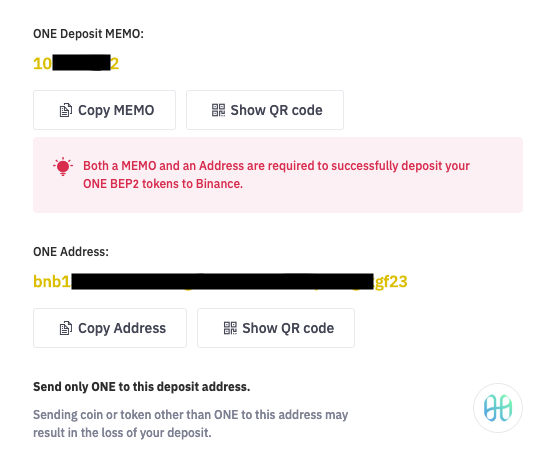 ONE Deposit MEMO:
10 2
Copy MEMO
Show QR code
Both a MEMO and an Address are required to successfully deposit your
ONE BEP2 tokens to Binance.
ONE Address:
bnb1 gf23
Copy Address
Show QR code
Send only ONE to this deposit address.
Sending coin or token other than ONE to this address may
result in the loss of your deposit.